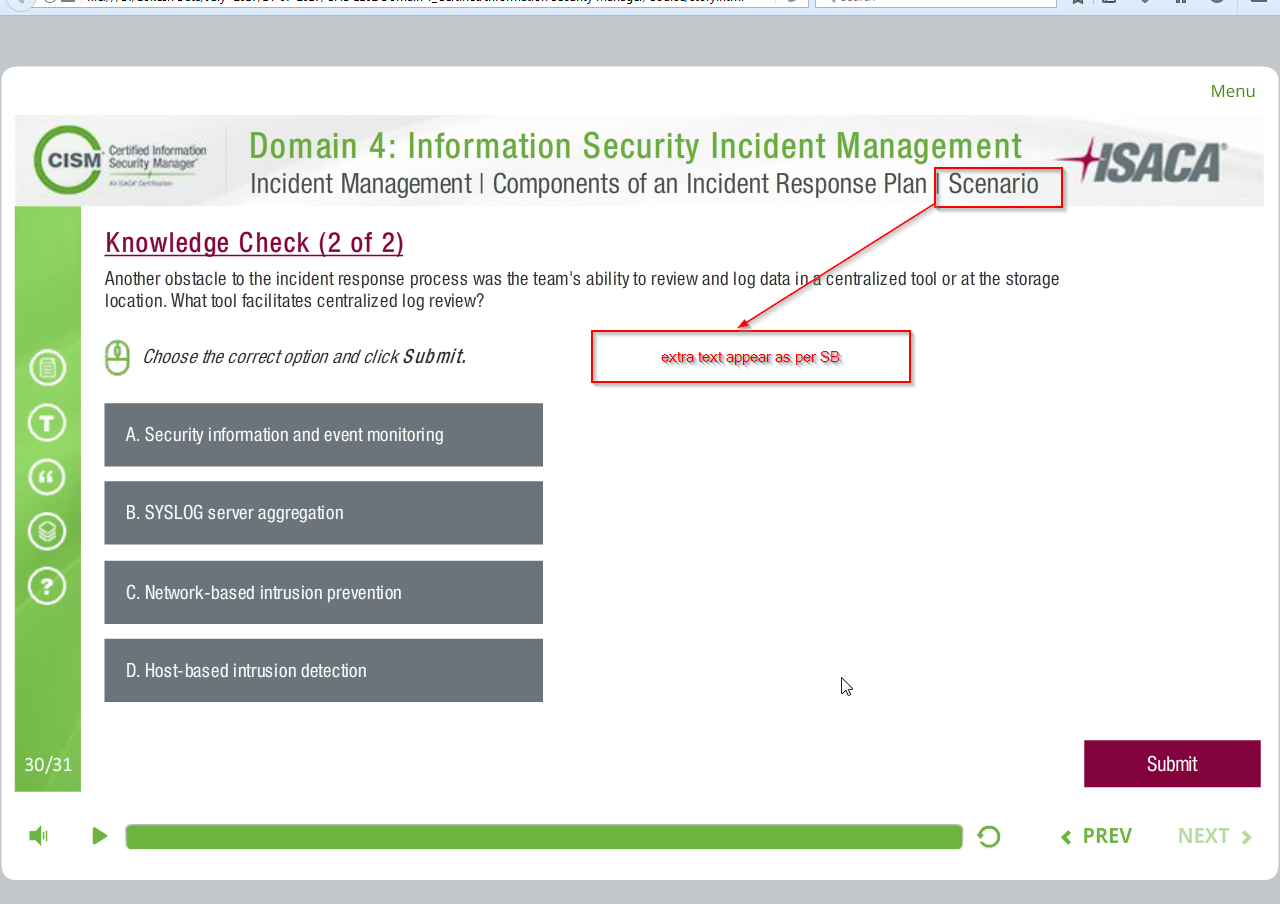 Menu
CISM
Certified Information
Security Manager®
An ISACA® Certification
Domain 4: Information Security Incident Management
Incident Management | Components of an Incident Response Plan | Scenario
ISACA®
Knowledge Check (2 of 2)
Another obstacle to the incident response process was the team's ability to review and log data in a centralized tool or at the storage
location. What tool facilitates centralized log review?
Choose the correct option and click Submit.
extra text appear as per SB
A. Security information and event monitoring
B. SYSLOG server aggregation
C. Network-based intrusion prevention
D. Host-based intrusion detection
T
?
30/31
Submit
PREV
NEXT